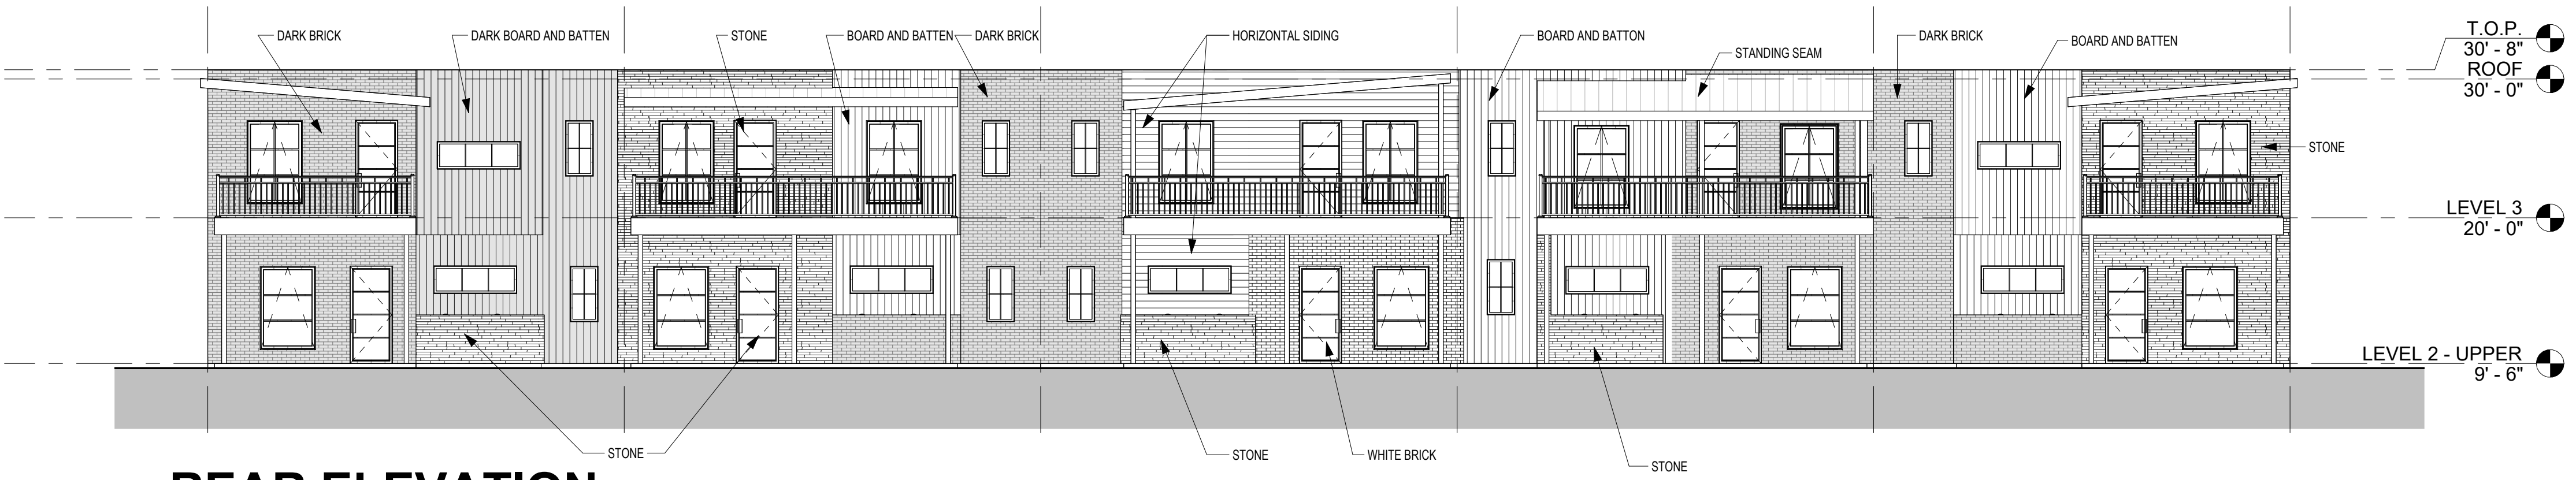 DARK BRICK
DARK BOARD AND BATTEN
STONE
BOARD AND BATTEN
DARK BRICK
HORIZONTAL SIDING
BOARD AND BATTON
STANDING SEAM
DARK BRICK
BOARD AND BATTEN
T.O.P.
30' - 8"
ROOF
30' - 0"
STONE
LEVEL 3
20' - 0"
LEVEL 2 - UPPER
9' - 6"
STONE
STONE
WHITE BRICK
STONE
REAR ELEVATION